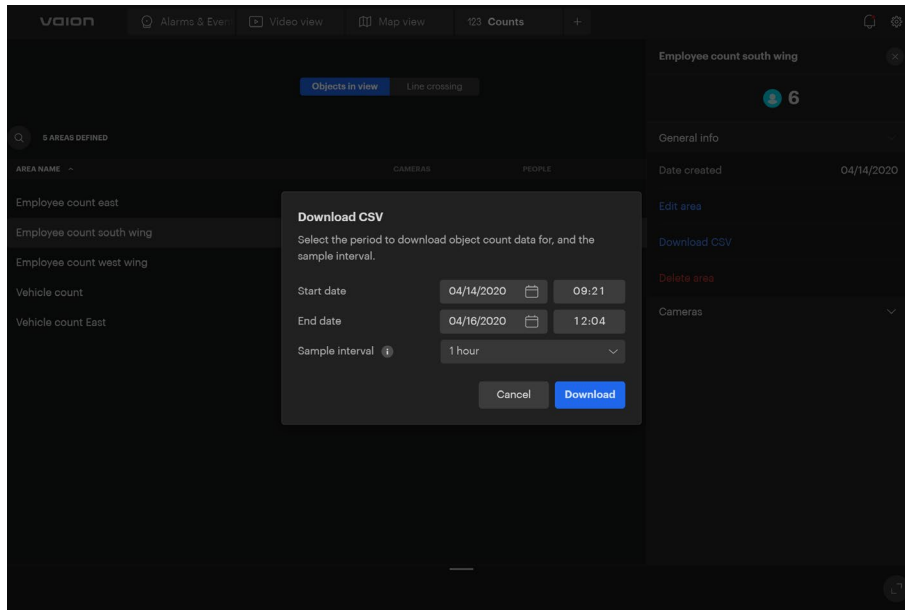 vaion
Alarms & Even
Video view
Map view
123 Counts
+
Objects in view
Line crossing
5 AREAS DEFINED
AREA NAME
CAMERAS
PEOPLE
Employee count east
Employee count south wing
Employee count west wing
Vehicle count
Vehicle count East
Download CSV
Select the period to download object count data for, and the
sample interval.
Start date 04/14/2020 09:21
End date 04/16/2020 12:04
Sample interval i 1 hour
Cancel
Download
Employee count south wing
6
General info
Date created 04/14/2020
Edit area
Download CSV
Delete area
Cameras